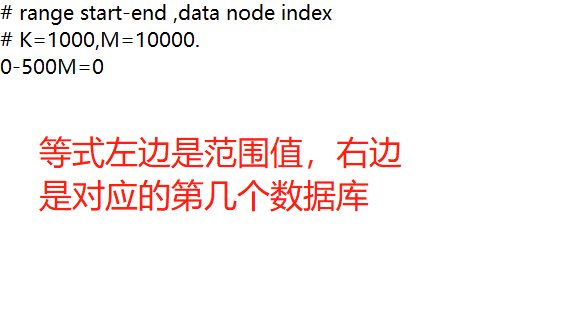 # range start-end ,data node index
# K=1000,M=10000.
0-500M=0
等式左边是范围值，右边
是对应的第几个数据库